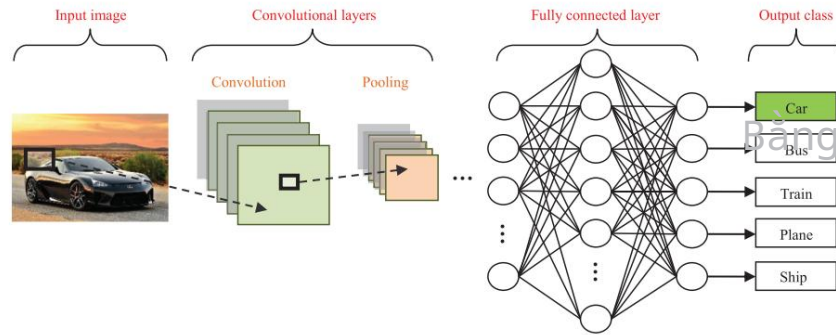 Input image
Convolutional layers
Fully connected layer
Output class
Convolution
Pooling
Car
Bằng
Bus
Train
Plane
Ship